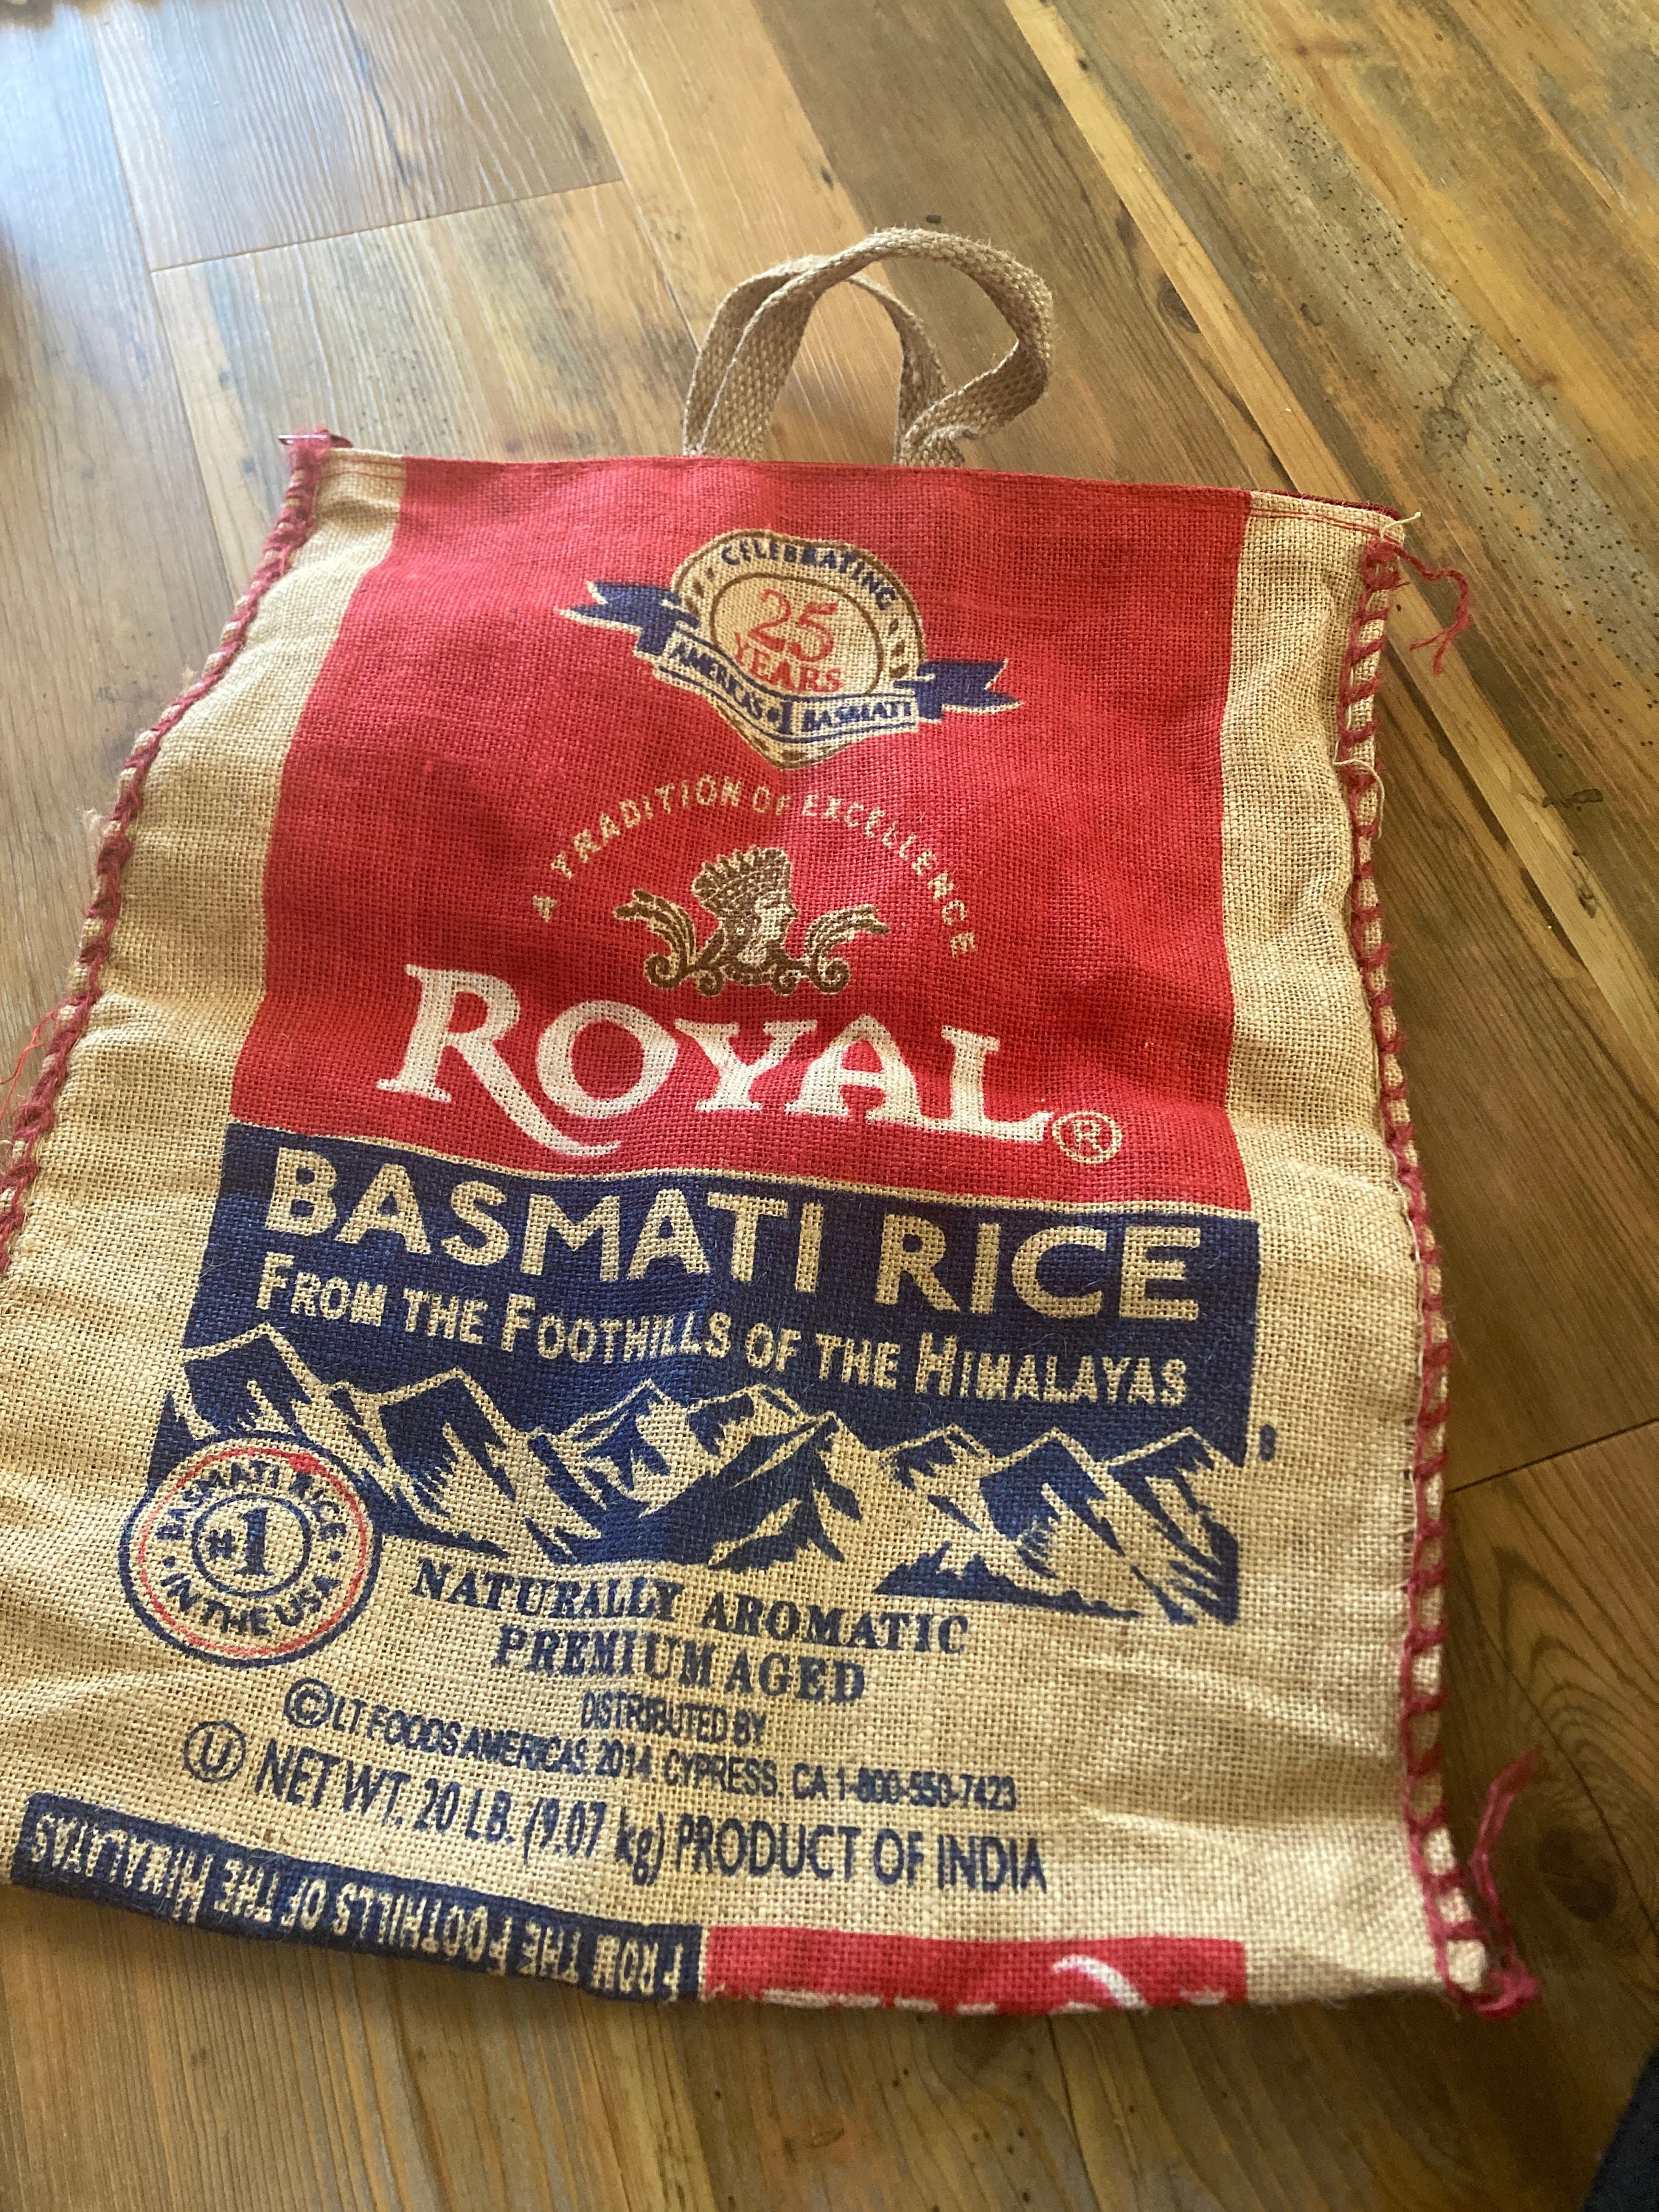 CELEBRATING
25
YEARS
AMERICAS #1 BASMATI
A TRADITION OF EXCELLENCE
ROYAL®
BASMATI RICE
FROM THE FOOTHILLS OF THE HIMALAYAS
BASMATI RICE
#1
IN THE USA
NATURALLY AROMATIC
PREMIUM AGED
DISTRIBUTED BY
©LT FOODS AMERICAS, 2014. CYPRESS, CA 1-800-550-7423
Ⓤ NET WT. 20 LB. (9.07 kg) PRODUCT OF INDIA
FROM THE FOOTHILLS OF THE HIMALAYAS